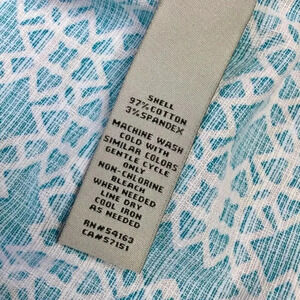 SHELL
97% COTTON
3% SPANDEX
MACHINE WASH
COLD WITH
SIMILAR COLORS
GENTLE CYCLE
ONLY
NON-CHLORINE
BLEACH
WHEN NEEDED
LINE DRY
COOL IRON
AS NEEDED
RN# 54163
CA# 57151